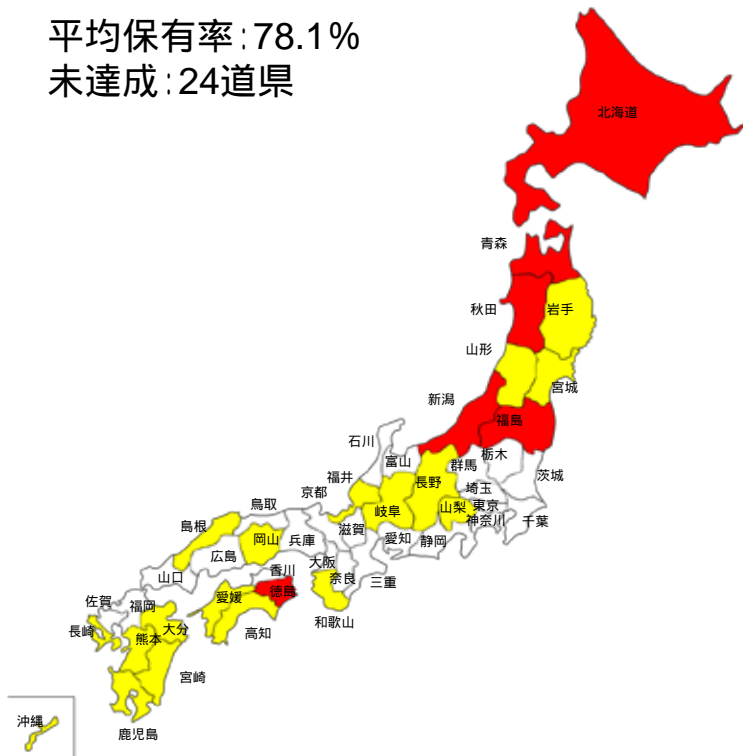 平均保有率:78.1%
未達成:24道県
北海道
青森
秋田
岩手
山形
宮城
新潟
福島
石川
富山
群馬
栃木
茨城
福井
長野
埼玉
京都
鳥取
岐阜
山梨
東京
神奈川
千葉
島根
岡山
兵庫
滋賀
愛知
静岡
広島
大阪
奈良
三重
山口
香川
徳島
佐賀
福岡
愛媛
和歌山
長崎
熊本
大分
高知
宮崎
沖縄
鹿児島